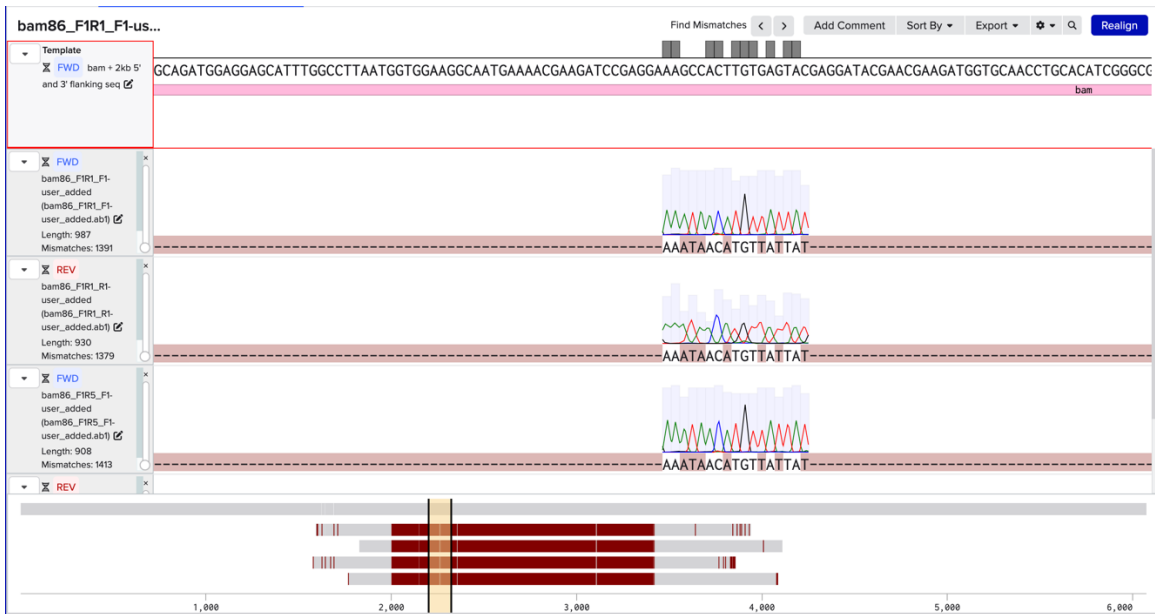 bam86_F1R1_F1-us...
Find Mismatches < > Add Comment Sort By Export Realign
Template
FWD bam + 2kb 5'
and 3' flanking seq
GCAGATGGAGGAGCATTTGGCCTTAATGGTGGAAGGCAATGAAAACGAAGATCCGAGGAAAGCCACTTGTGAGTACGAGGATACGAACGAAGATGGTGCAACCTGCACATCGGGCG
bam
FWD
bam86_F1R1_F1-
user_added
(bam86_F1R1_F1-
user_added.ab1)
Length: 987
Mismatches: 1391
-----------------------------------------------------------AAATAACATGTTATTAT----------------------------------------
REV
bam86_F1R1_R1-
user_added
(bam86_F1R1_R1-
user_added.ab1)
Length: 930
Mismatches: 1379
-----------------------------------------------------------AAATAACATGTTATTAT----------------------------------------
FWD
bam86_F1R5_F1-
user_added
(bam86_F1R5_F1-
user_added.ab1)
Length: 908
Mismatches: 1413
-----------------------------------------------------------AAATAACATGTTATTAT----------------------------------------
REV
1,000 2,000 3,000 4,000 5,000 6,000